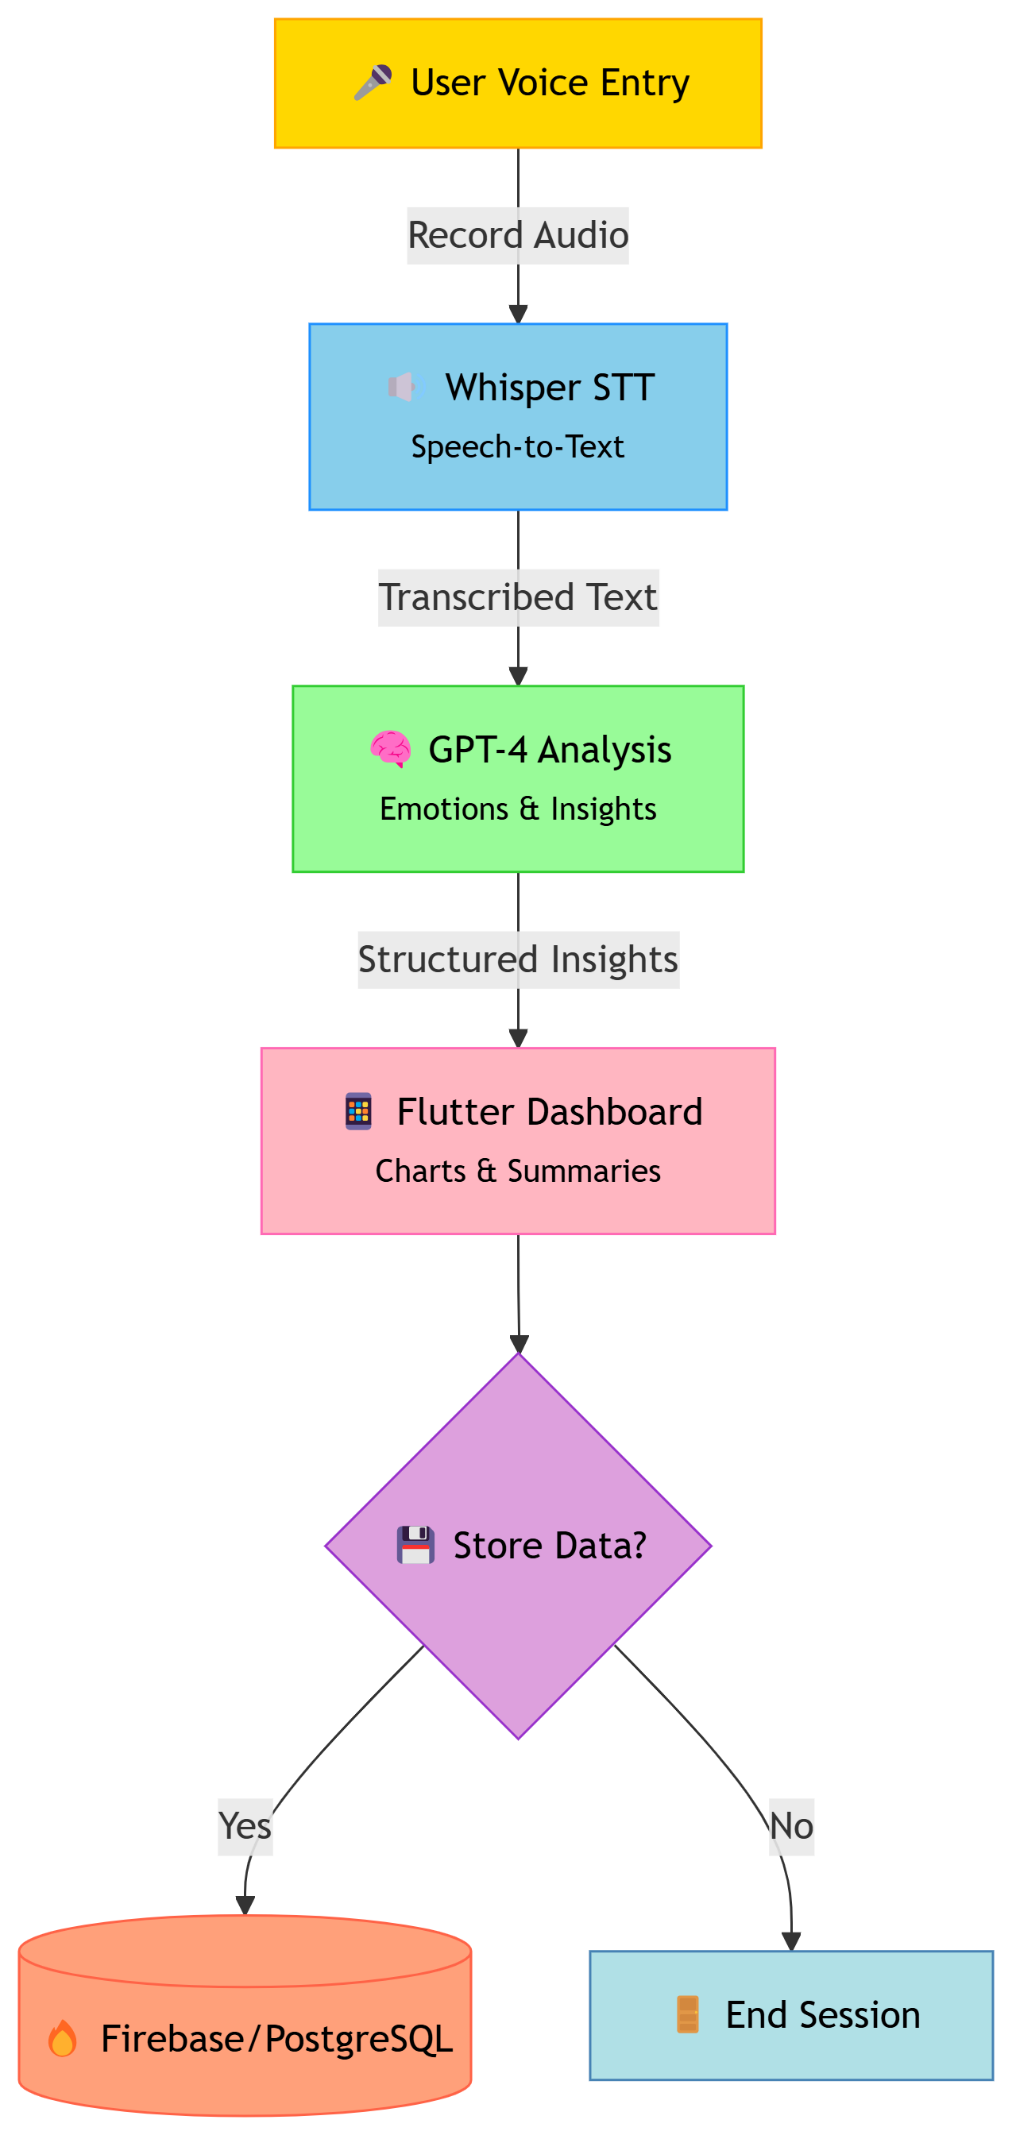 🎤 User Voice Entry
Record Audio
🔈 Whisper STT
Speech-to-Text
Transcribed Text
🧠 GPT-4 Analysis
Emotions & Insights
Structured Insights
📱 Flutter Dashboard
Charts & Summaries
💾 Store Data?
Yes
No
🔥 Firebase/PostgreSQL
🚪 End Session